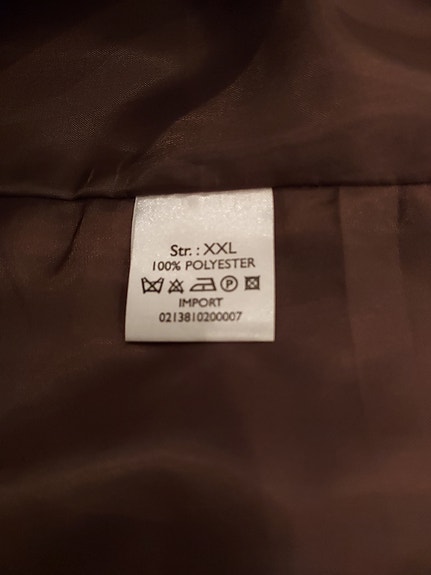 Str.: XXL
100% POLYESTER
P
IMPORT
0213810200007